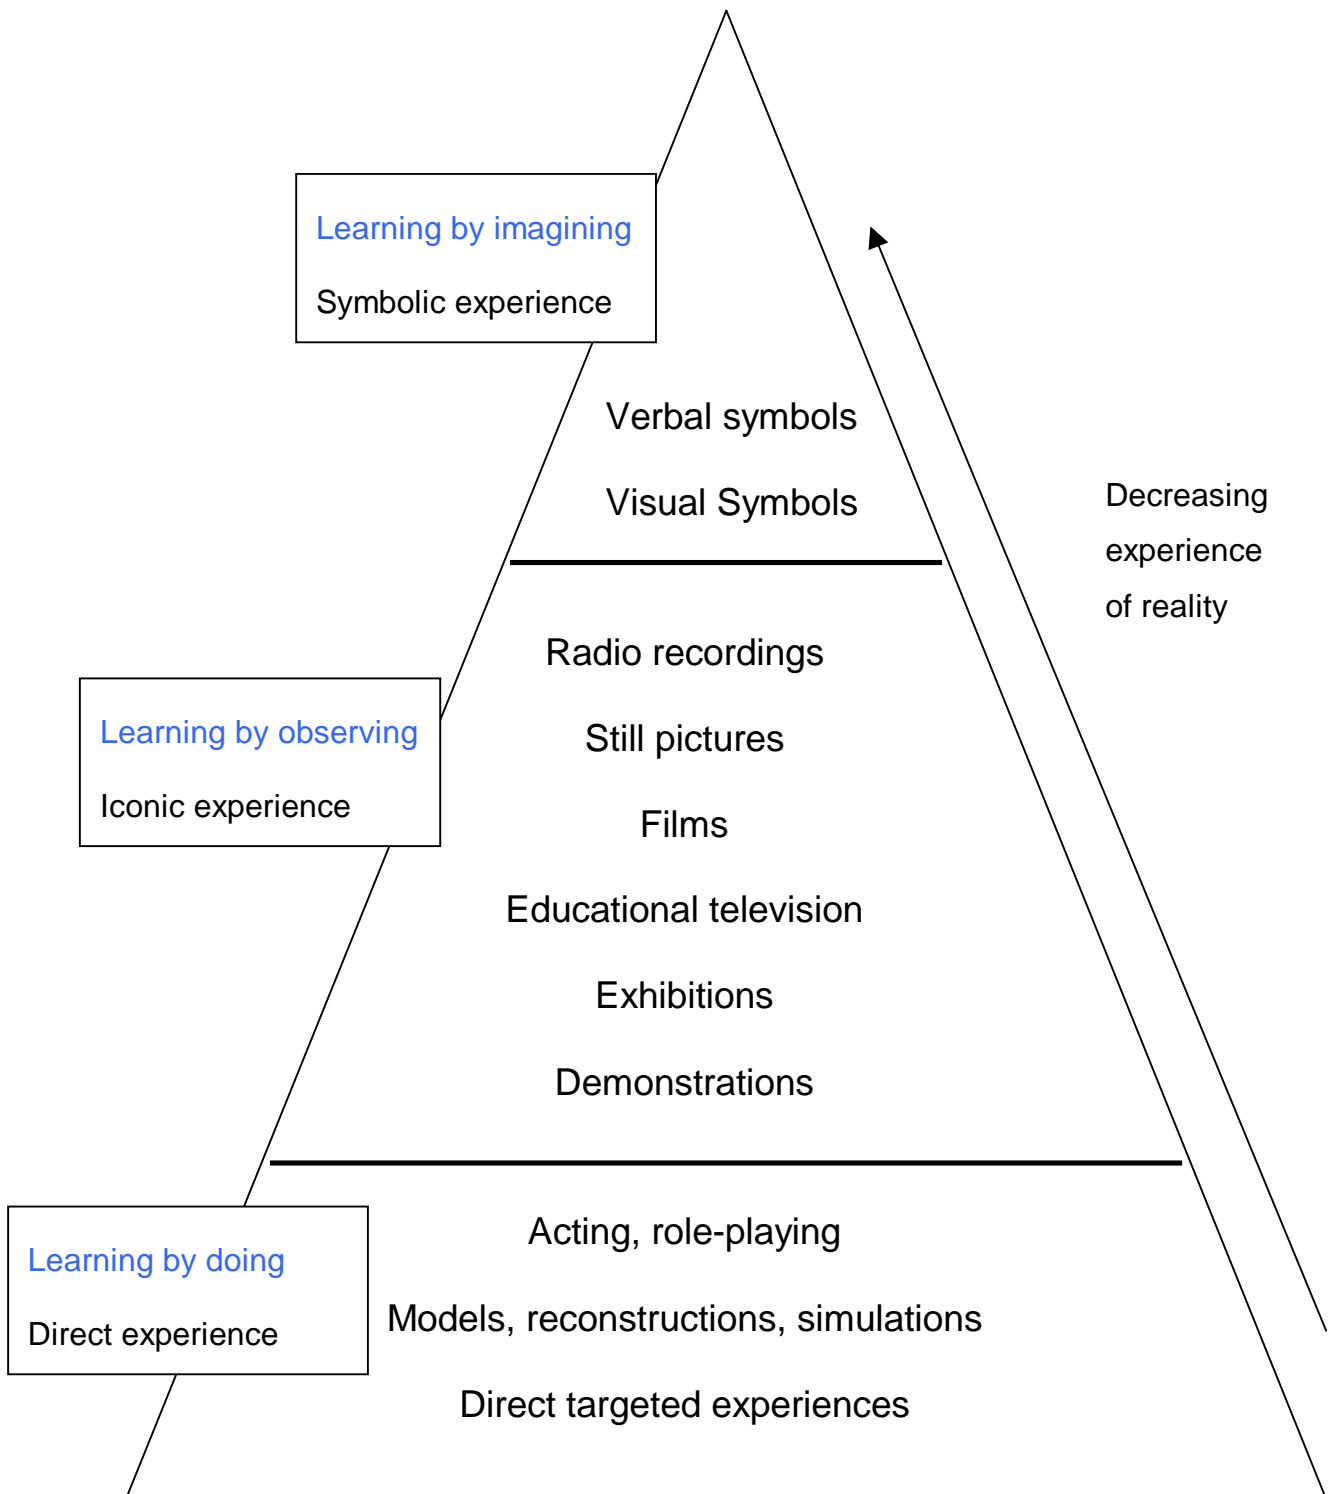 Learning by imagining
Symbolic experience
Verbal symbols
Visual Symbols
Decreasing
experience
of reality
Radio recordings
Learning by observing
Iconic experience
Still pictures
Films
Educational television
Exhibitions
Demonstrations
Acting, role-playing
Learning by doing
Direct experience
Models, reconstructions, simulations
Direct targeted experiences